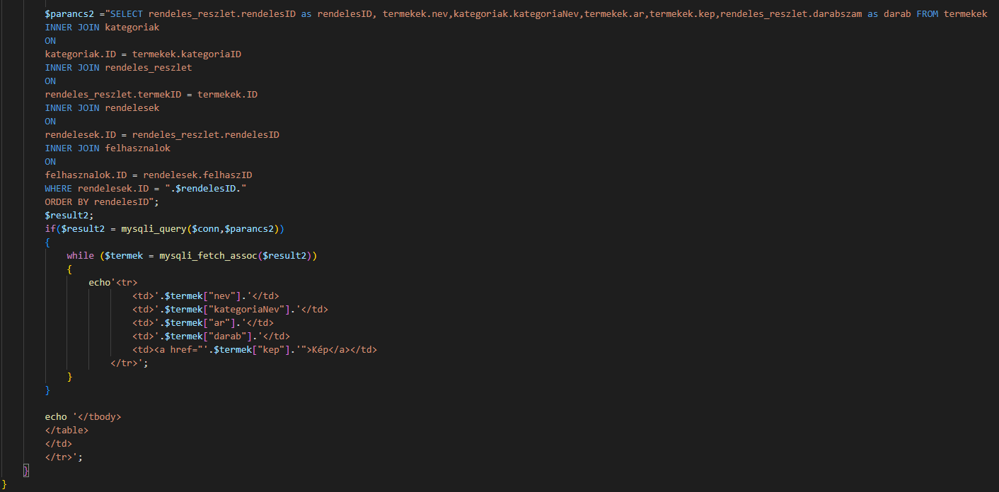 $parancs2 ="SELECT rendeles_reszlet.rendelesID as rendelesID, termekek.nev,kategoriak.kategoriaNev,termekek.ar,termekek.kep,rendeles_reszlet.darabszam as darab FROM termekek
INNER JOIN kategoriak
ON
kategoriak.ID = termekek.kategoriaID
INNER JOIN rendeles_reszlet
ON
rendeles_reszlet.termekID = termekek.ID
INNER JOIN rendelesek
ON
rendelesek.ID = rendeles_reszlet.rendelesID
INNER JOIN felhasznalok
ON
felhasznalok.ID = rendelesek.felhaszID
WHERE rendelesek.ID = ".$rendelesID."
ORDER BY rendelesID";
$result2;
if($result2 = mysqli_query($conn,$parancs2))
{
while ($termek = mysqli_fetch_assoc($result2))
{
echo'<tr>
<td>'.$termek["nev"].'</td>
<td>'.$termek["kategoriaNev"].'</td>
<td>'.$termek["ar"].'</td>
<td>'.$termek["darab"].'</td>
<td><a href="'.$termek["kep"].'">Kép</a></td>
</tr>';
}
}
echo '</tbody>
</table>
</td>
</tr>';
}
}